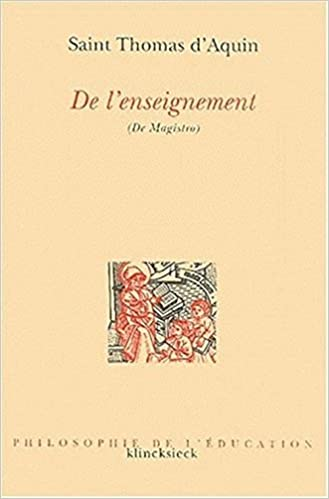 Saint Thomas d'Aquin
De l'enseignement
(De Magistro)
PHILOSOPHIE DE L'ÉDUCATION
klincksieck